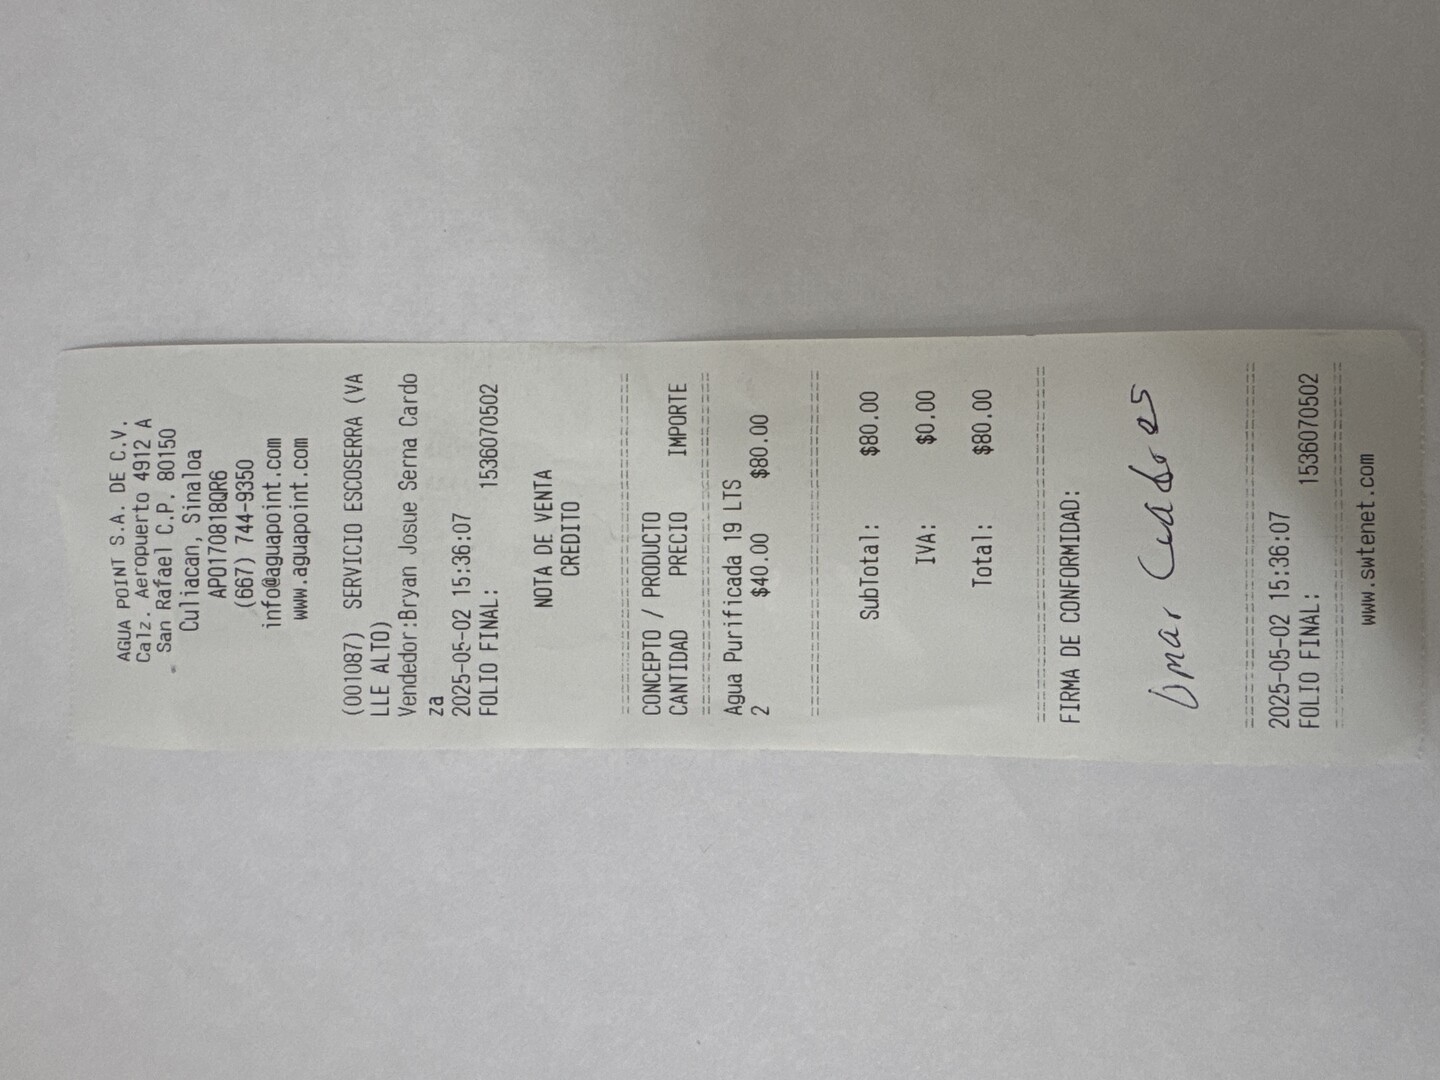 AGUA POINT S.A. DE C.V.
Calz. Aeropuerto 4912 A
San Rafael C.P. 80150
Culiacan, Sinaloa
APO170818QR6
(667) 744-9350
info@aguapoint.com
www.aguapoint.com
(001087) SERVICIO ESCOSERRA (VA
LLE ALTO)
Vendedor:Bryan Josue Serna Cardo
za
2025-05-02 15:36:07
FOLIO FINAL: 1536070502
NOTA DE VENTA
CREDITO
CONCEPTO / PRODUCTO
CANTIDAD PRECIO IMPORTE
Agua Purificada 19 LTS
2 $40.00 $80.00
SubTotal: $80.00
IVA: $0.00
Total: $80.00
FIRMA DE CONFORMIDAD:
Omar
2025-05-02 15:36:07
FOLIO FINAL: 1536070502
www.swtenet.com